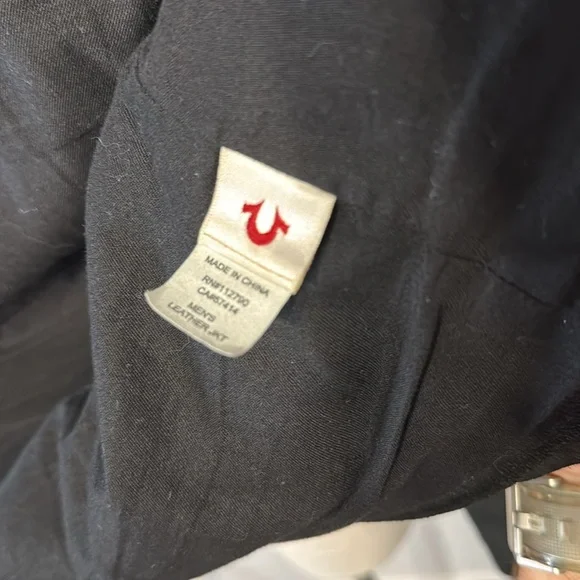 MADE IN CHINA
RN#112790
CA#57414
MEN'S
LEATHER JKT